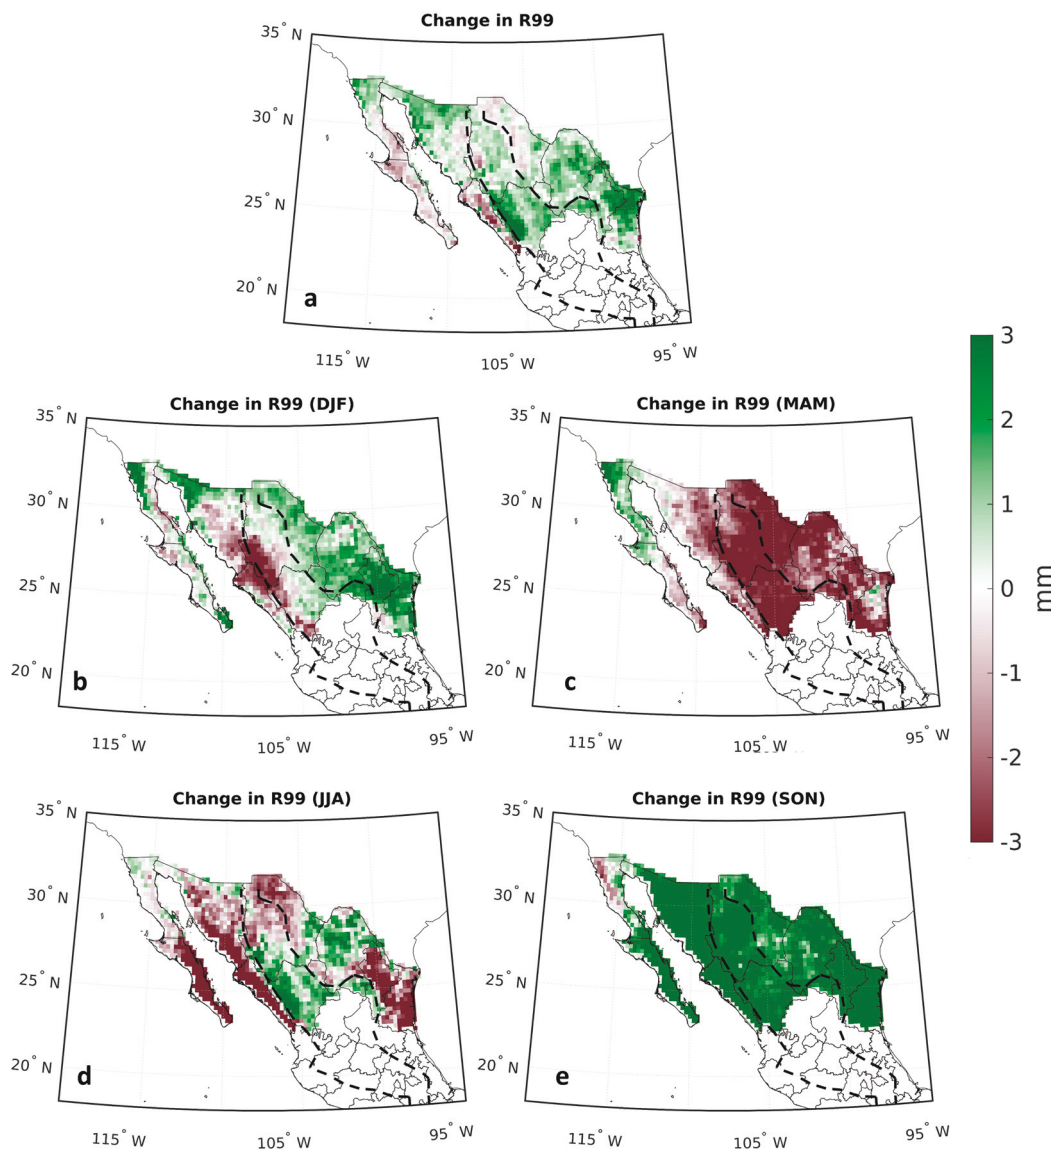 Change in R99
35° N
30° N
25° N
20° N
a
115° W
105° W
95° W
Change in R99 (DJF)
35° N
30° N
25° N
20° N
b
115° W
105° W
95° W
Change in R99 (MAM)
35° N
30° N
25° N
20° N
c
115° W
105° W
95° W
3
2
1
0
-1
-2
-3
mm
Change in R99 (JJA)
35° N
30° N
25° N
20° N
d
115° W
105° W
95° W
Change in R99 (SON)
35° N
30° N
25° N
20° N
e
115° W
105° W
95° W